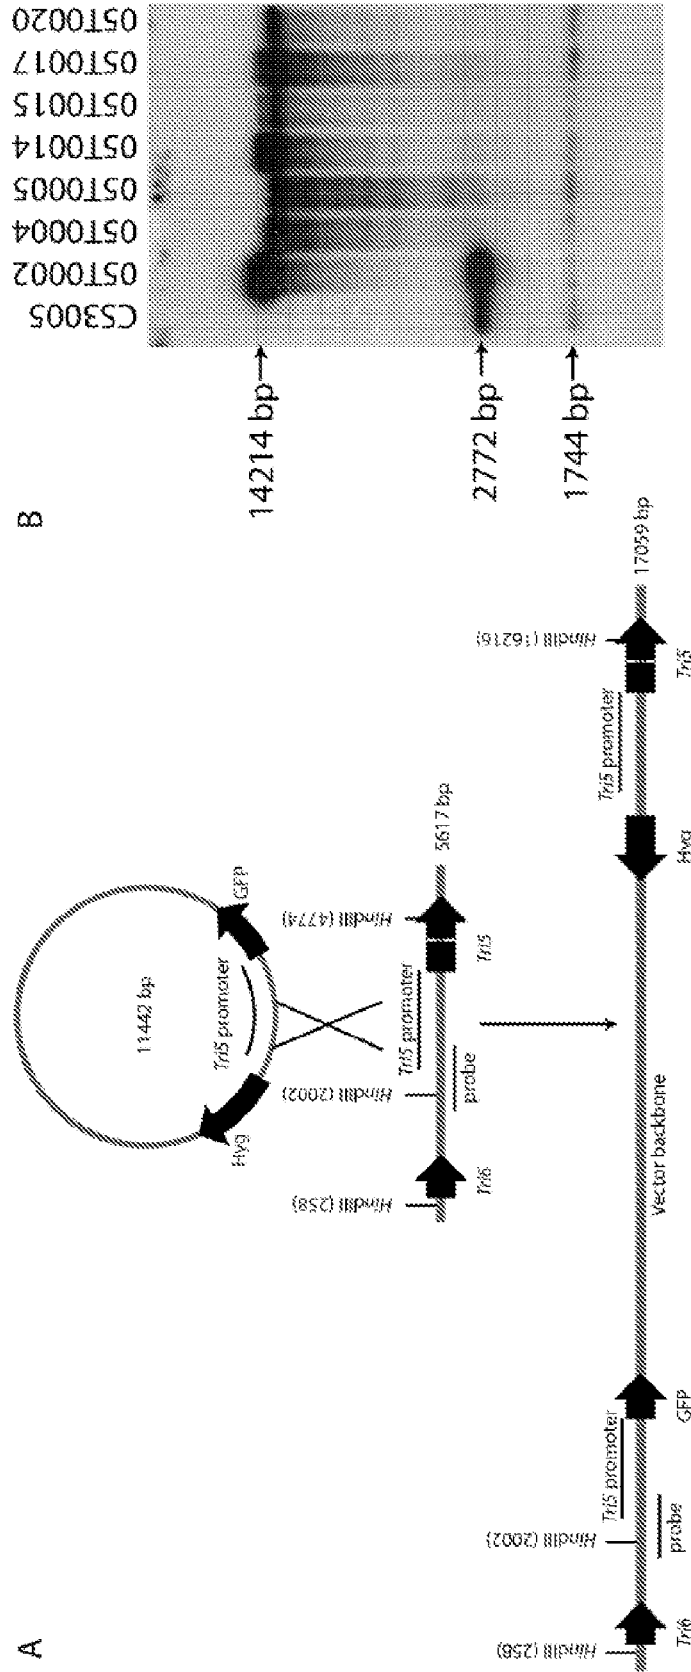 A
11442 bp
Hyg
Tri5 promoter
GFP
HindIII (258)
HindIII (2002)
Tri5 promoter
HindIII (4774)
Tri6
probe
Tri5
5617 bp
HindIII (258)
HindIII (2002)
Tri5 promoter
Tri5 promoter
HindIII (16216)
Tri6
probe
GFP
Vector backbone
Hyg
Tri5
17059 bp
B
CS3005
05T0002
05T0004
05T0005
05T0014
05T0015
05T0017
05T0020
14214 bp
2772 bp
1744 bp